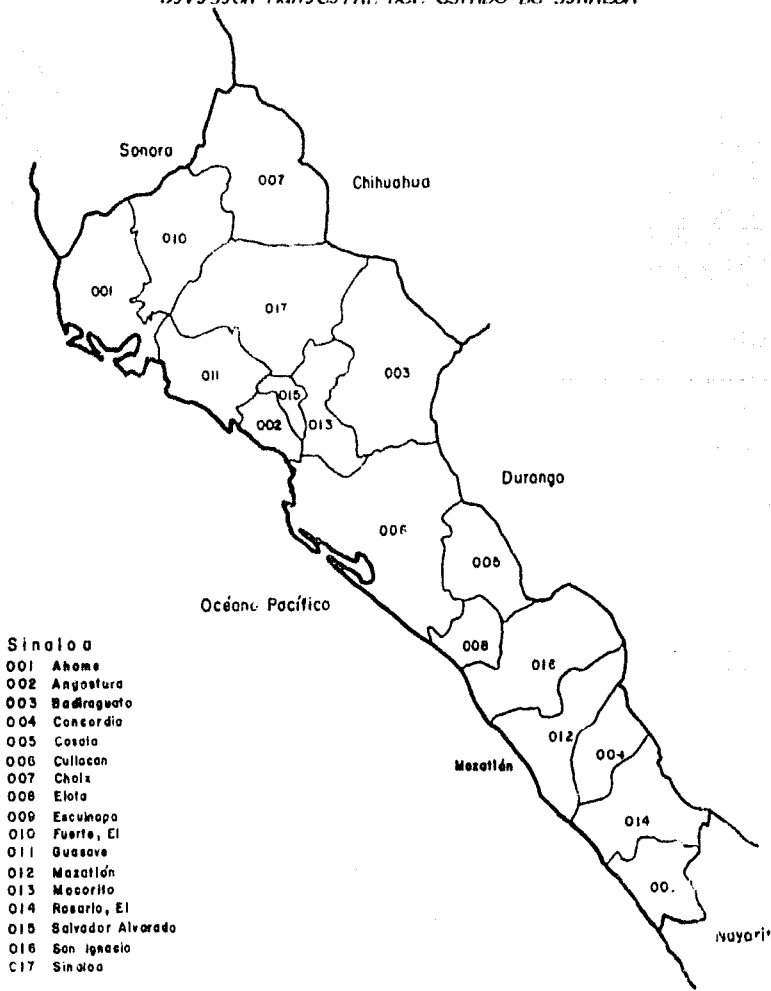 Sonora
007
Chihuahua
010
001
017
011
003
015
002
013
Durango
006
005
Océano Pacífico
008
016
Sinaloa
001 Ahome
002 Angostura
003 Badiraguato
004 Concordia
005 Cosala
006 Culiacan
007 Choix
008 Elota
009 Escuinapa
010 Fuerte, El
011 Guasave
012 Mazatlón
013 Mocorito
014 Rosario, El
015 Salvador Alvarado
016 San Ignacio
017 Sinaloa
012
Mazatlán
004
014
00.
Nayarit